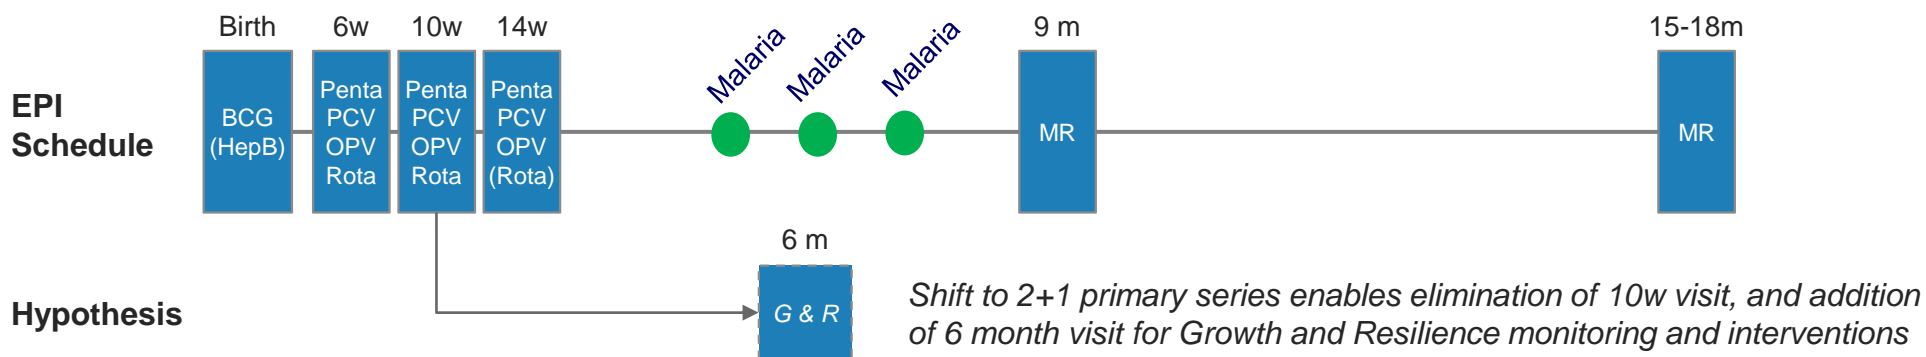 Birth
6w
10w
14w
Malaria
Malaria
Malaria
9 m
15-18m
EPI
Schedule
BCG
(HepB)
Penta
PCV
OPV
Rota
Penta
PCV
OPV
Rota
Penta
PCV
OPV
(Rota)
MR
MR
6 m
Hypothesis
G & R
Shift to 2+1 primary series enables elimination of 10w visit, and addition
of 6 month visit for Growth and Resilience monitoring and interventions